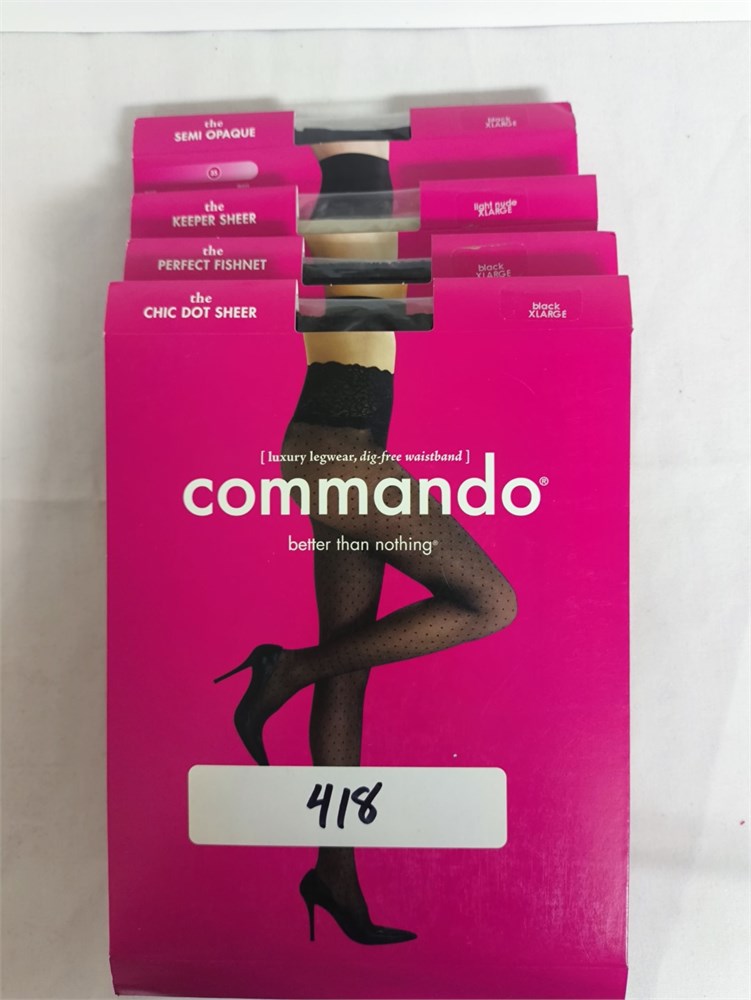 the
SEMI OPAQUE
black
XLARGE
B
the
KEEPER SHEER
light nude
XLARGE
the
PERFECT FISHNET
black
XLARGE
the
CHIC DOT SHEER
black
XLARGE
[ luxury legwear, dig-free waistband ]
commando®
better than nothing®
418